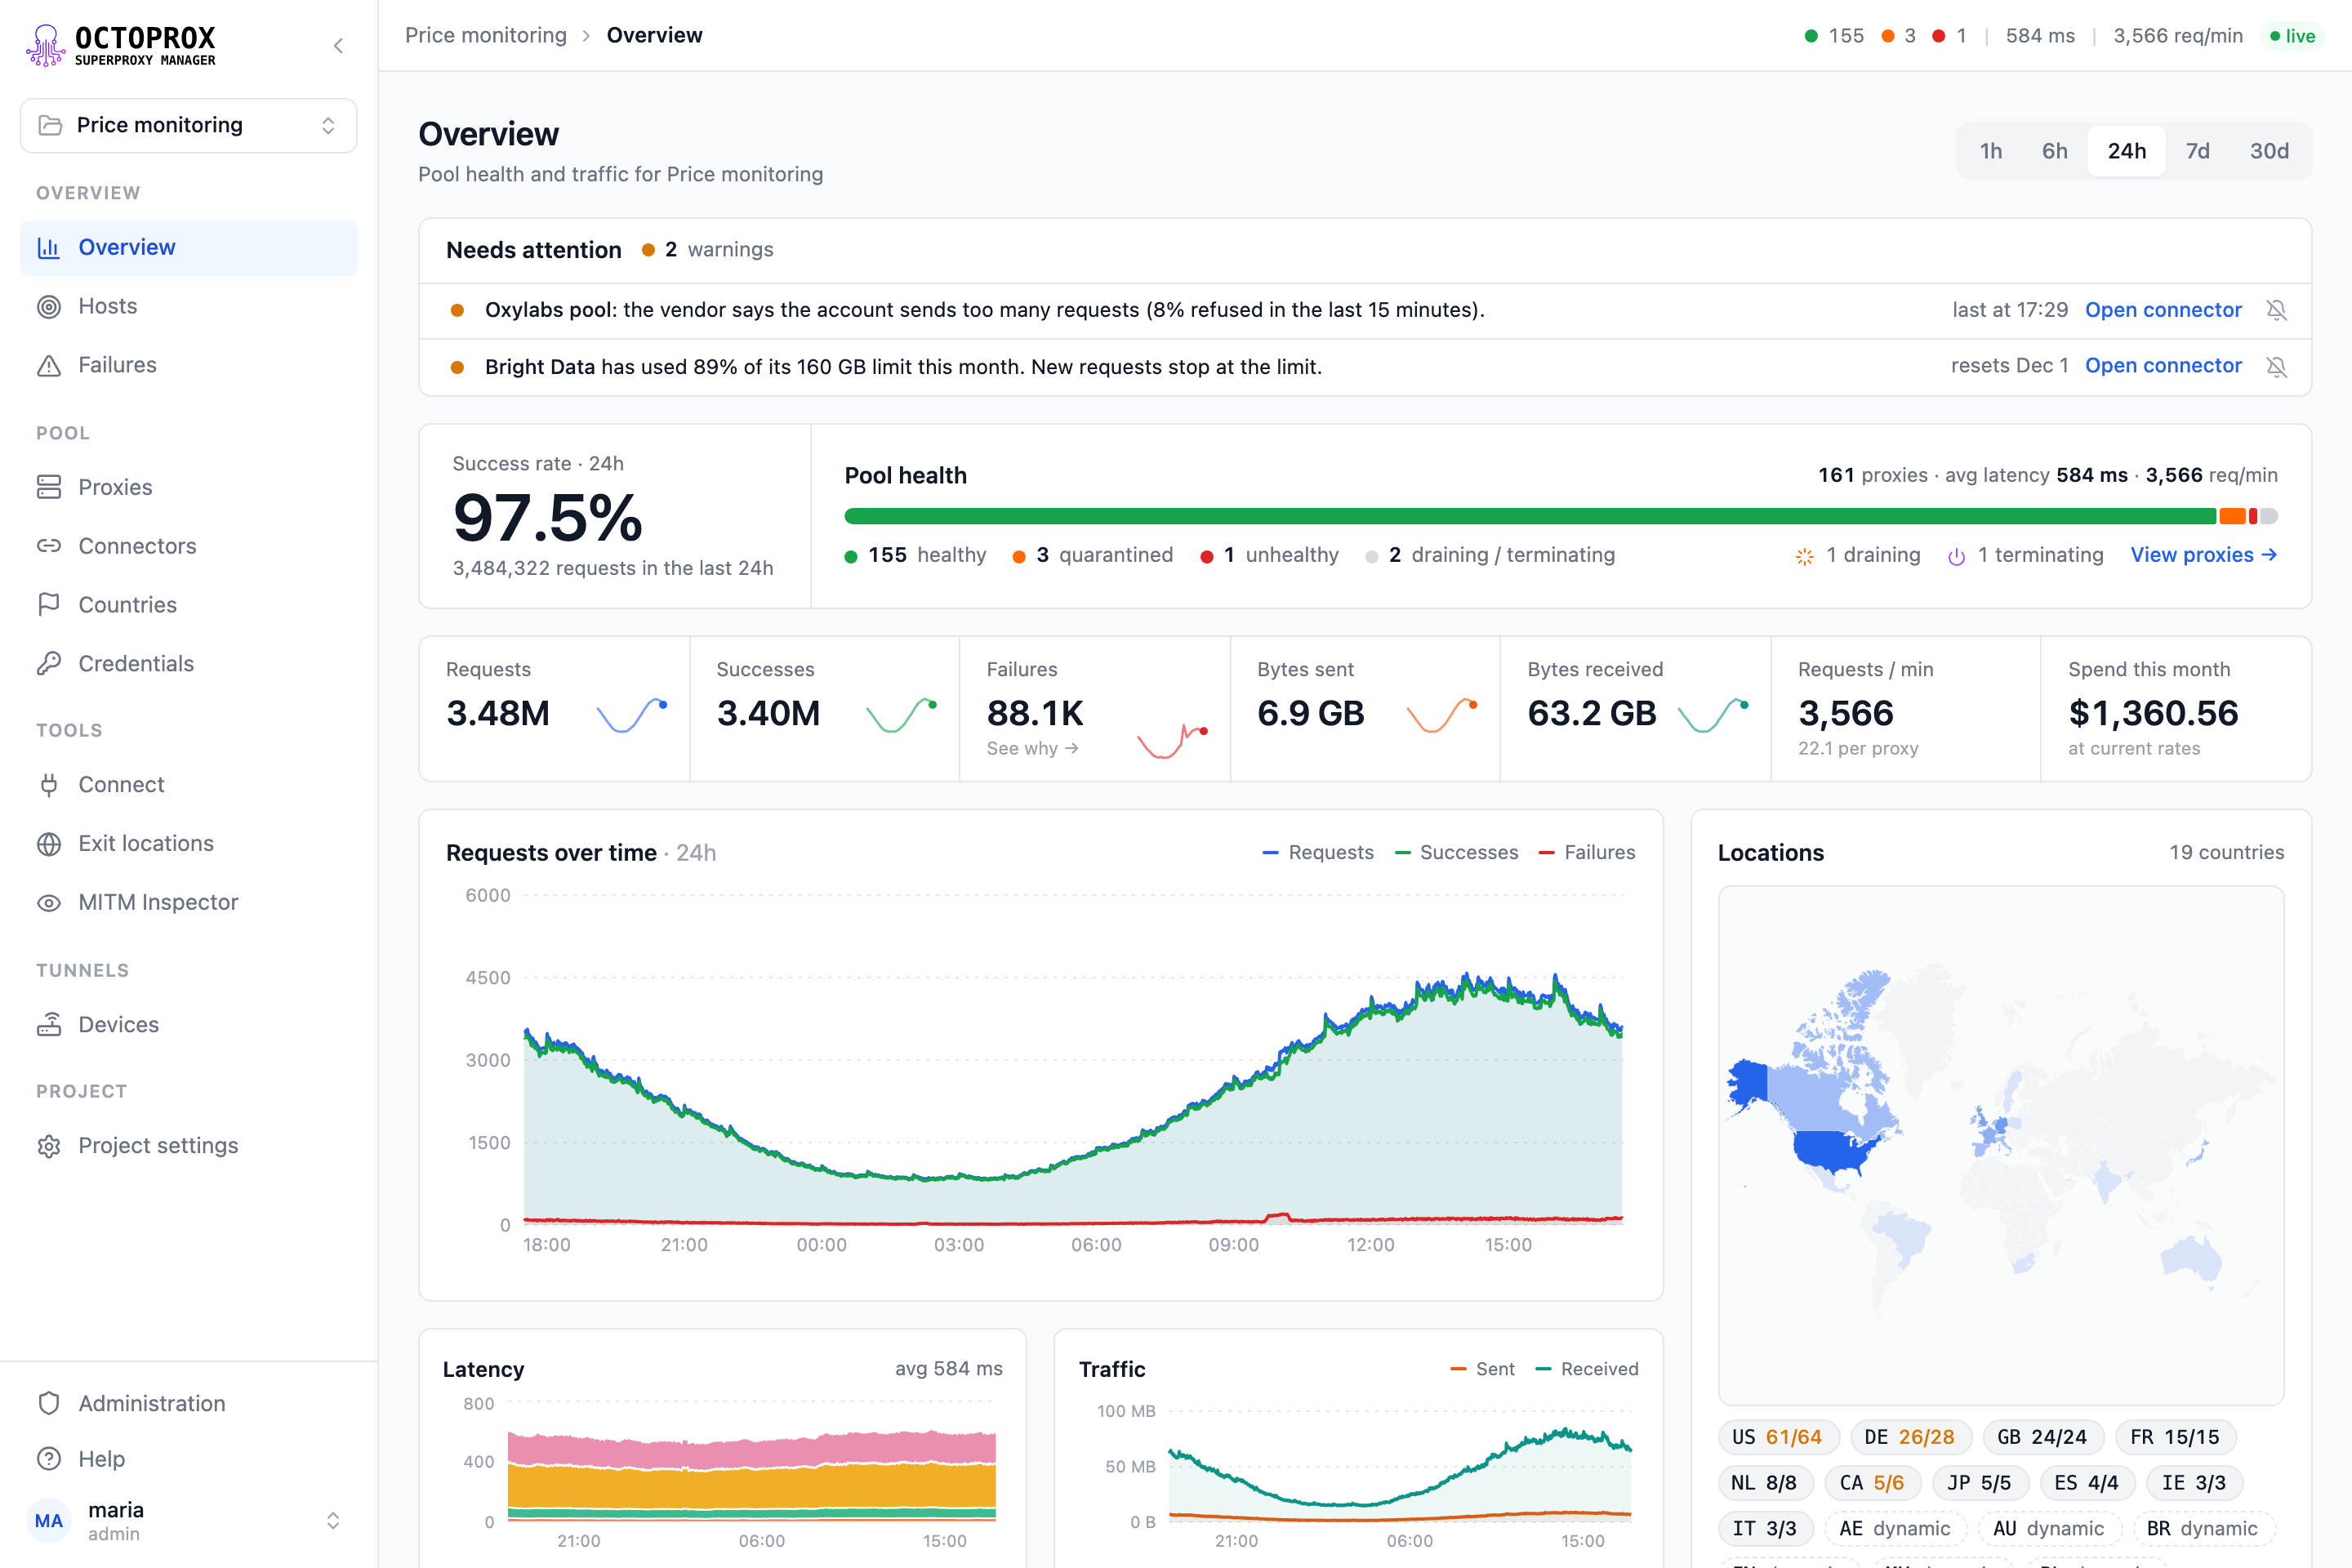 OCTOPROX
SUPERPROXY MANAGER
Price monitoring
OVERVIEW
Overview
Hosts
Failures
POOL
Proxies
Connectors
Countries
Credentials
TOOLS
Connect
Exit locations
MITM Inspector
TUNNELS
Devices
PROJECT
Project settings
Administration
Help
MA
maria
admin
Price monitoring > Overview
155 3 1 | 584 ms | 3,566 req/min live
Overview
Pool health and traffic for Price monitoring
1h 6h 24h 7d 30d
Needs attention 2 warnings
Oxylabs pool: the vendor says the account sends too many requests (8% refused in the last 15 minutes). last at 17:29 Open connector
Bright Data has used 89% of its 160 GB limit this month. New requests stop at the limit. resets Dec 1 Open connector
Success rate · 24h
97.5%
3,484,322 requests in the last 24h
Pool health
161 proxies · avg latency 584 ms · 3,566 req/min
155 healthy 3 quarantined 1 unhealthy 2 draining / terminating
1 draining 1 terminating View proxies →
Requests
3.48M
Successes
3.40M
Failures
88.1K
See why →
Bytes sent
6.9 GB
Bytes received
63.2 GB
Requests / min
3,566
22.1 per proxy
Spend this month
$1,360.56
at current rates
Requests over time · 24h
Requests Successes Failures
6000
4500
3000
1500
0
18:00 21:00 00:00 03:00 06:00 09:00 12:00 15:00
Locations
19 countries
US 61/64 DE 26/28 GB 24/24 FR 15/15
NL 8/8 CA 5/6 JP 5/5 ES 4/4 IE 3/3
IT 3/3 AE dynamic AU dynamic BR dynamic
Latency
avg 584 ms
800
400
0
21:00 06:00 15:00
Traffic
Sent Received
100 MB
50 MB
0 B
21:00 06:00 15:00